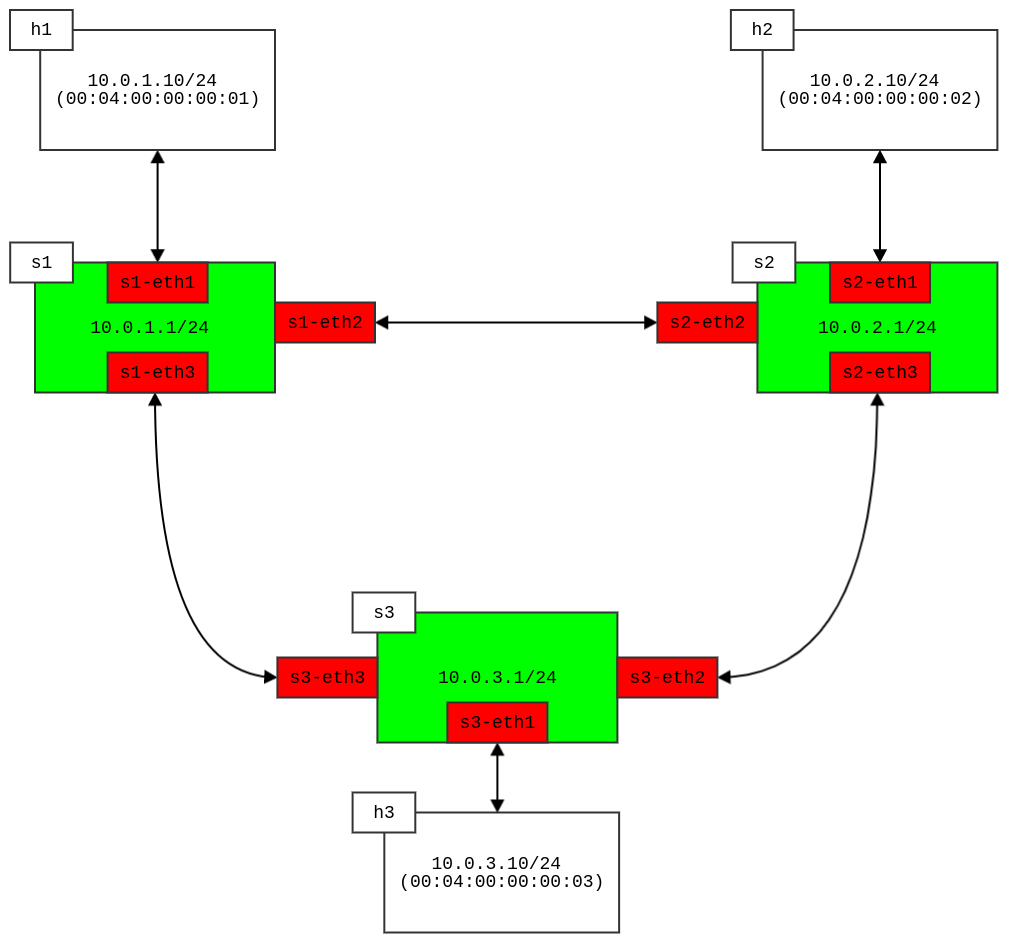 h1
10.0.1.10/24
(00:04:00:00:00:01)
h2
10.0.2.10/24
(00:04:00:00:00:02)
s1
s1-eth1
10.0.1.1/24
s1-eth2
s1-eth3
s2
s2-eth1
s2-eth2
10.0.2.1/24
s2-eth3
s3
s3-eth3
10.0.3.1/24
s3-eth2
s3-eth1
h3
10.0.3.10/24
(00:04:00:00:00:03)